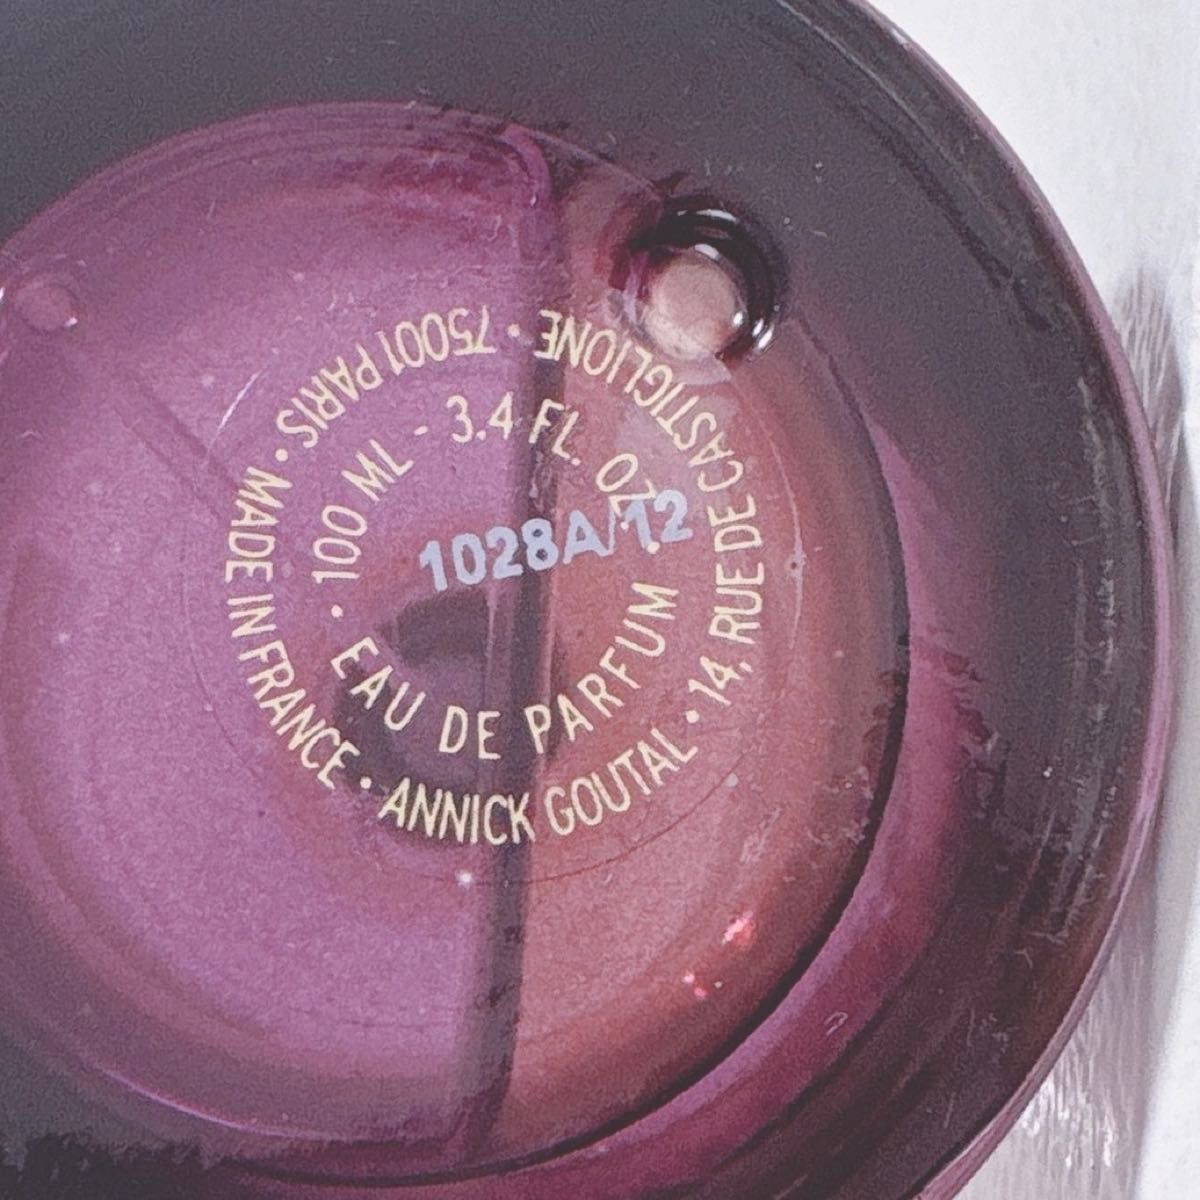 ANNICK GOUTAL • 14, RUE DE CASTIGLIONE • 75001 PARIS • MADE IN FRANCE •
EAU DE PARFUM • 100 ML - 3.4 FL. OZ. •
1028A/12